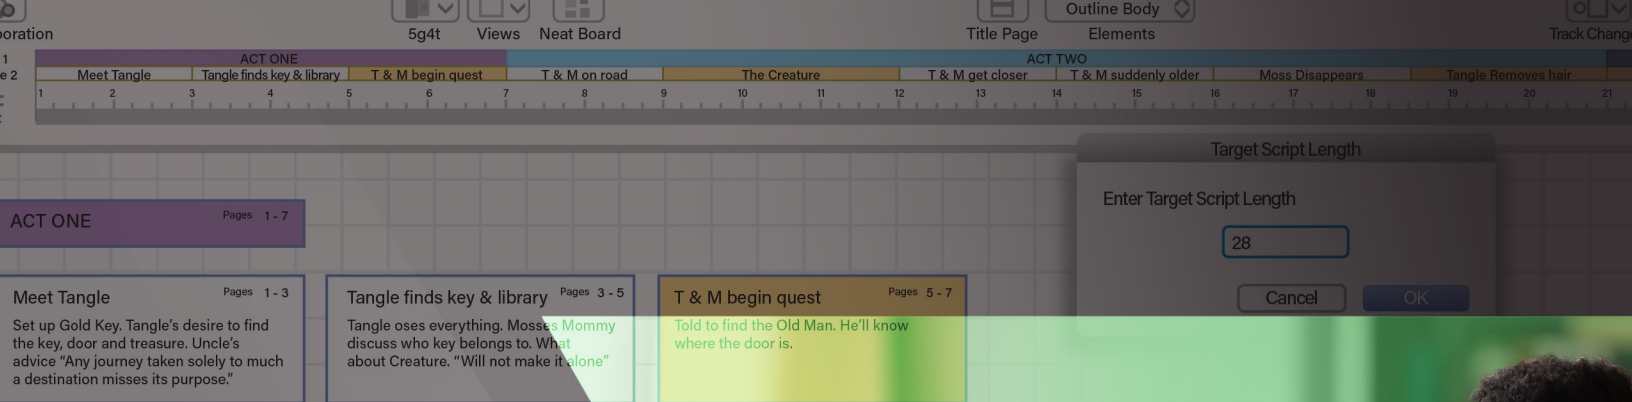 oration
5g4t
Views
Neat Board
Title Page
Outline Body
Elements
Track Chang
1
ACT ONE
ACT TWO
e 2
Meet Tangle
Tangle finds key & library
T & M begin quest
T & M on road
The Creature
T & M get closer
T & M suddenly older
Moss Disappears
Tangle Removes hair
1 2 3 4 5 6 7 8 9 10 11 12 13 14 15 16 17 18 19 20 21
Target Script Length
Enter Target Script Length
28
Cancel
OK
ACT ONE
Pages 1 - 7
Meet Tangle
Pages 1 - 3
Set up Gold Key. Tangle’s desire to find
the key, door and treasure. Uncle’s
advice “Any journey taken solely to much
a destination misses its purpose.”
Tangle finds key & library
Pages 3 - 5
Tangle oses everything. Mosses Mommy
discuss who key belongs to. What
about Creature. “Will not make it alone”
T & M begin quest
Pages 5 - 7
Told to find the Old Man. He’ll know
where the door is.